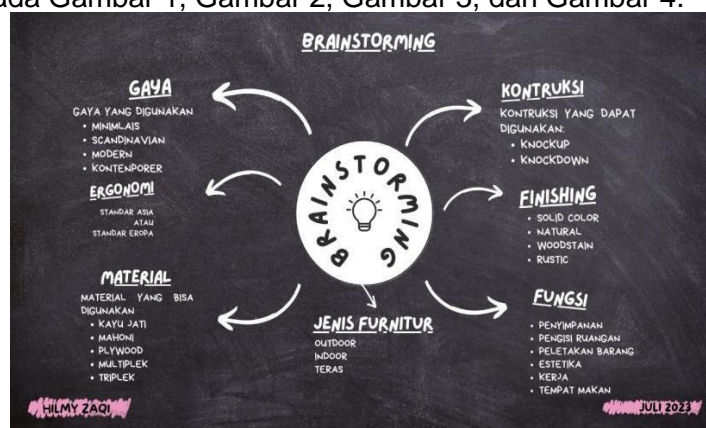 ada Gambar 1, Gambar 2, Gambar 3, dan Gambar 4.
BRAINSTORMING
GAYA
GAYA YANG DIGUNAKAN
• MINIMLAIS
• SCANDINAVIAN
• MODERN
• KONTENPORER
ERGONOMI
STANDAR ASIA
ATAU
STANDAR EROPA
MATERIAL
MATERIAL YANG BISA
DIGUNAKAN
• KAYU JATI
• MAHONI
• PLYWOOD
• MULTIPLEK
• TRIPLEK
BRAINSTORMING
JENIS FURNITUR
OUTDOOR
INDOOR
TERAS
KONTRUKSI
KONTRUKSI YANG DAPAT
DIGUNAKAN:
• KNOCKUP
• KNOCKDOWN
FINISHING
• SOLID COLOR
• NATURAL
• WOODSTAIN
• RUSTIC
FUNGSI
• PENYIMPANAN
• PENGISI RUANGAN
• PELETAKAN BARANG
• ESTETIKA
• KERJA
• TEMPAT MAKAN
HILMY ZAQI
JULI 2023